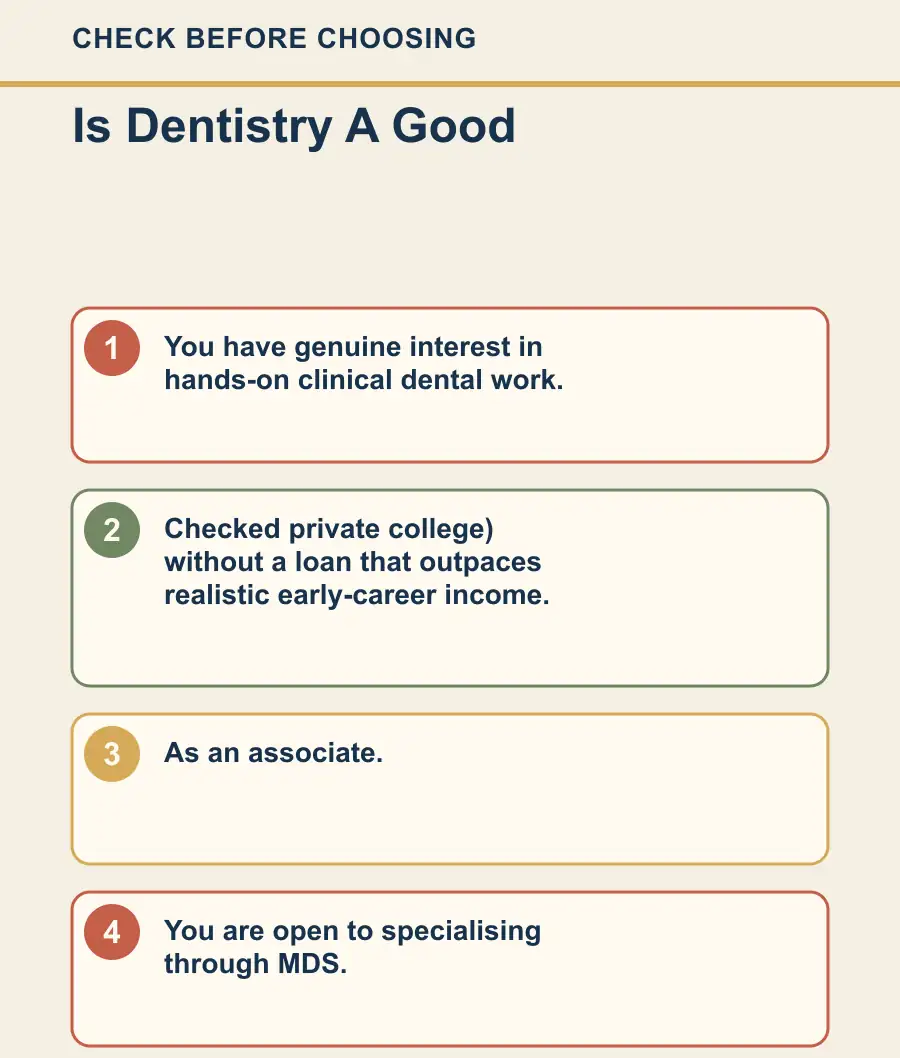 CHECK BEFORE CHOOSING
Is Dentistry A Good
1
You have genuine interest in
hands-on clinical dental work.
2
Checked private college)
without a loan that outpaces
realistic early-career income.
3
As an associate.
4
You are open to specialising
through MDS.